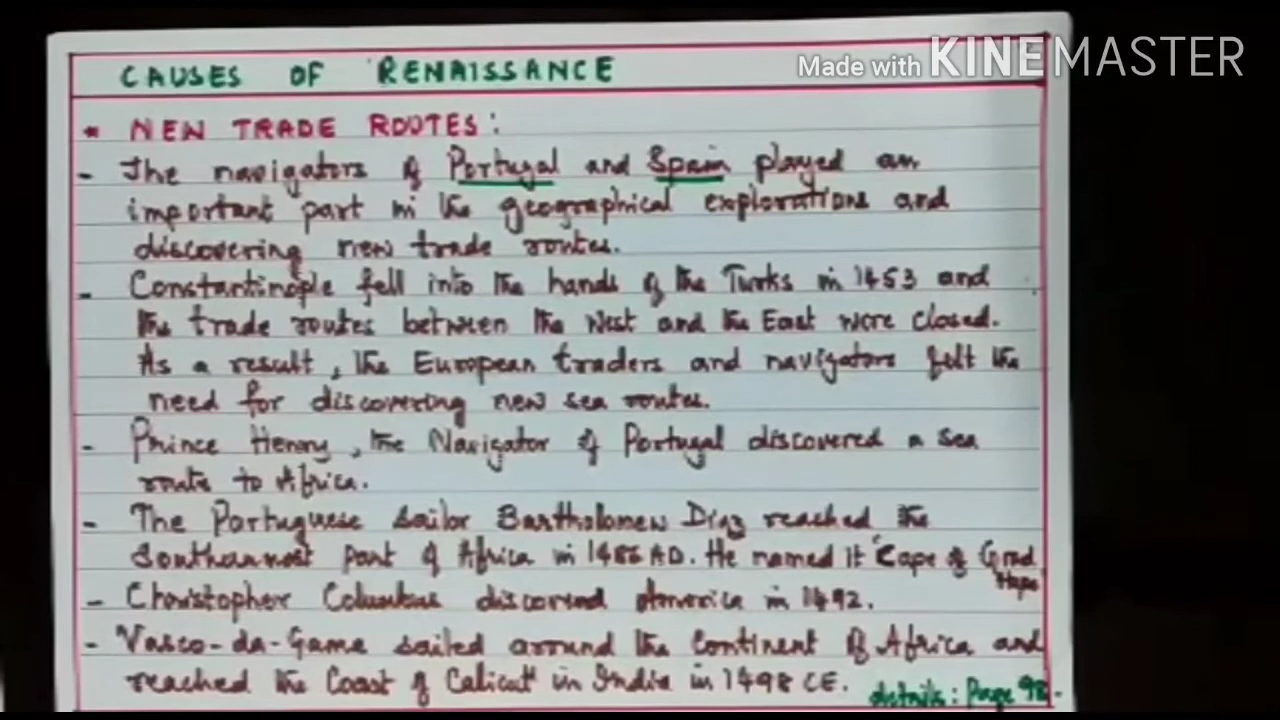 CAUSES OF RENAISSANCE
Made with KINEMASTER
* NEW TRADE ROUTES:
- The navigators of Portugal and Spain played an
important part in the geographical explorations and
discovering new trade routes.
- Constantinople fell into the hands of the Turks in 1453 and
the trade routes between the West and the East were closed.
As a result, the European traders and navigators felt the
need for discovering new sea routes.
- Prince Henry, the Navigator of Portugal discovered a sea
route to Africa.
- The Portuguese sailor Bartholomew Diaz reached the
Southernmost part of Africa in 1486 AD. He named it "Cape of Good
Hope
- Christopher Columbus discovered America in 1492.
- Vasco-da-Gama sailed around the continent of Africa and
reached the Coast of Calicut in India in 1498 CE.
details: Page 98.